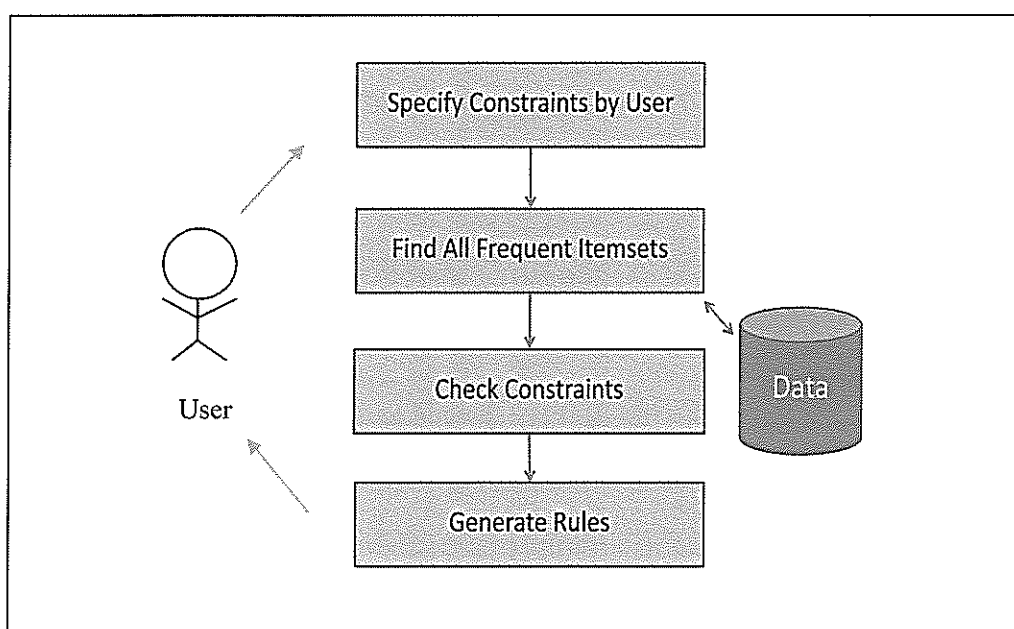 Specify Constraints by User
Find All Frequent Itemsets
Check Constraints
Data
User
Generate Rules